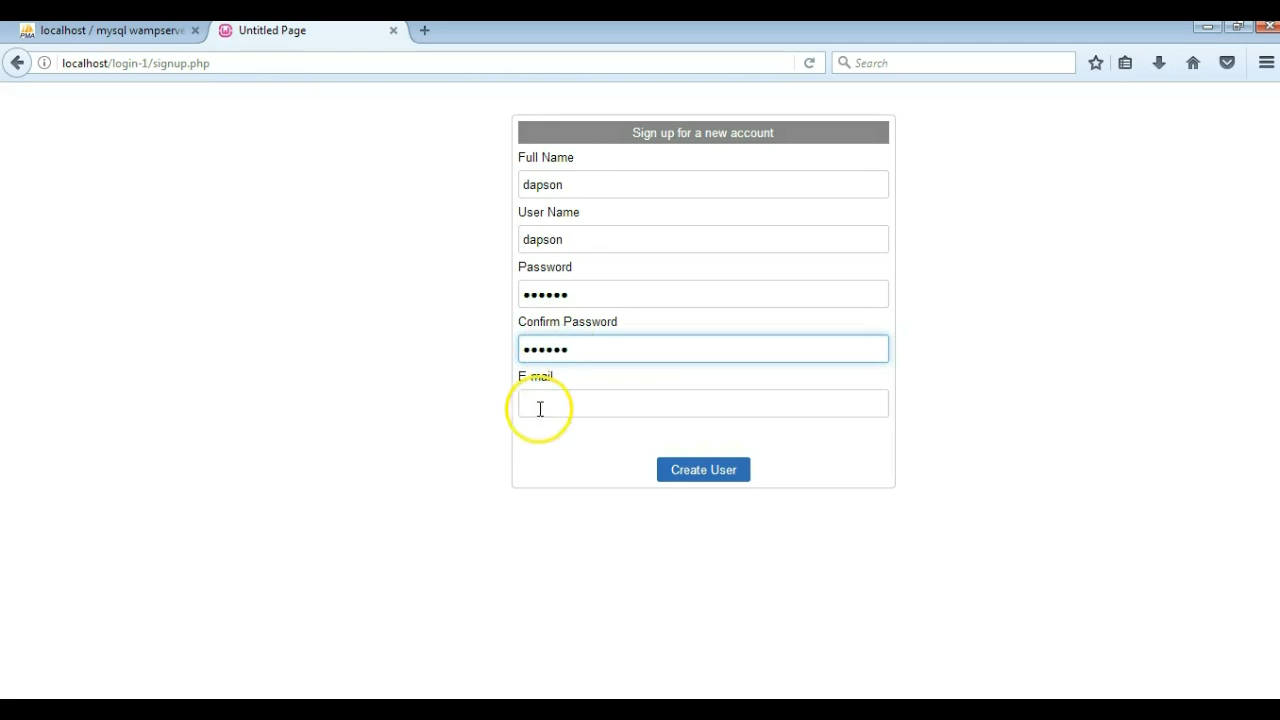 localhost / mysql wampserve
Untitled Page
localhost/login-1/signup.php
Search
Sign up for a new account
Full Name
dapson
User Name
dapson
Password
••••••
Confirm Password
••••••
E-mail
Create User